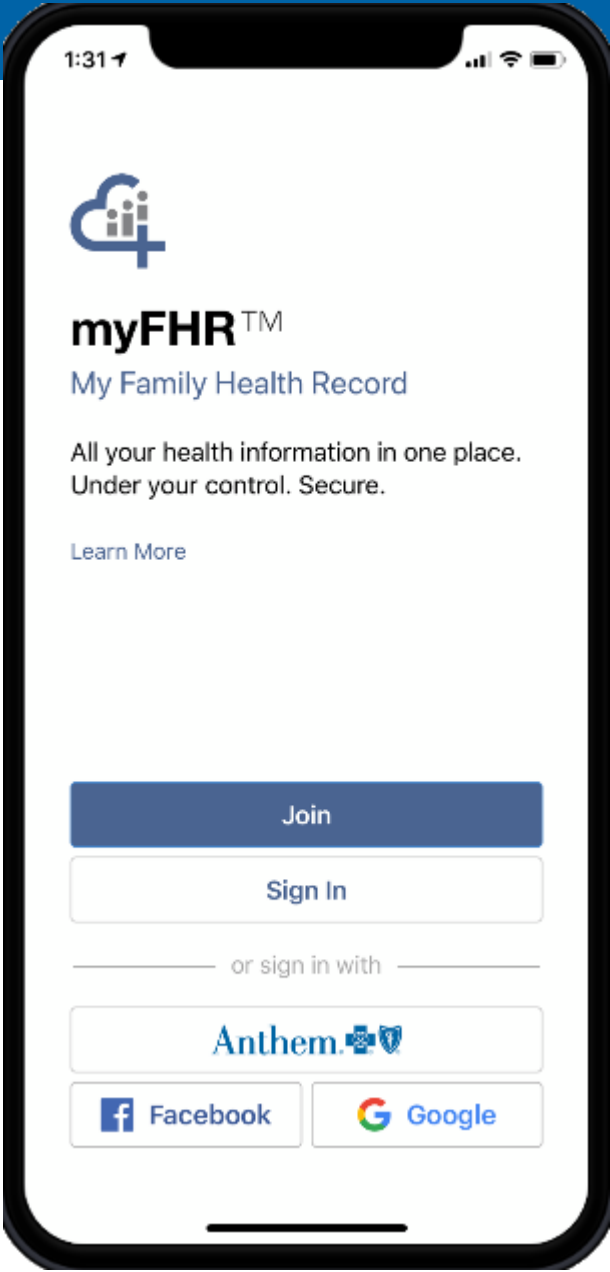 1:31
myFHR™
My Family Health Record
All your health information in one place.
Under your control. Secure.
Learn More
Join
Sign In
or sign in with
Anthem.
Facebook
Google